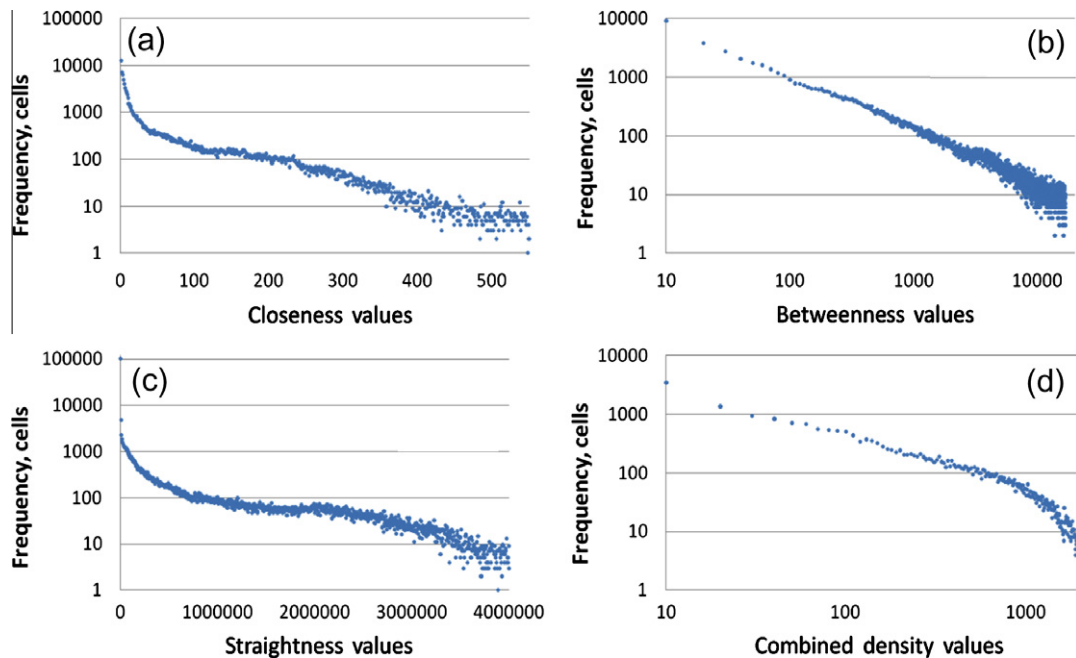 (a)
Frequency, cells
100000
10000
1000
100
10
1
0 100 200 300 400 500
Closeness values
(b)
Frequency, cells
10000
1000
100
10
1
10 100 1000 10000
Betweenness values
(c)
Frequency, cells
100000
10000
1000
100
10
1
0 1000000 2000000 3000000 4000000
Straightness values
(d)
Frequency, cells
10000
1000
100
10
1
10 100 1000
Combined density values